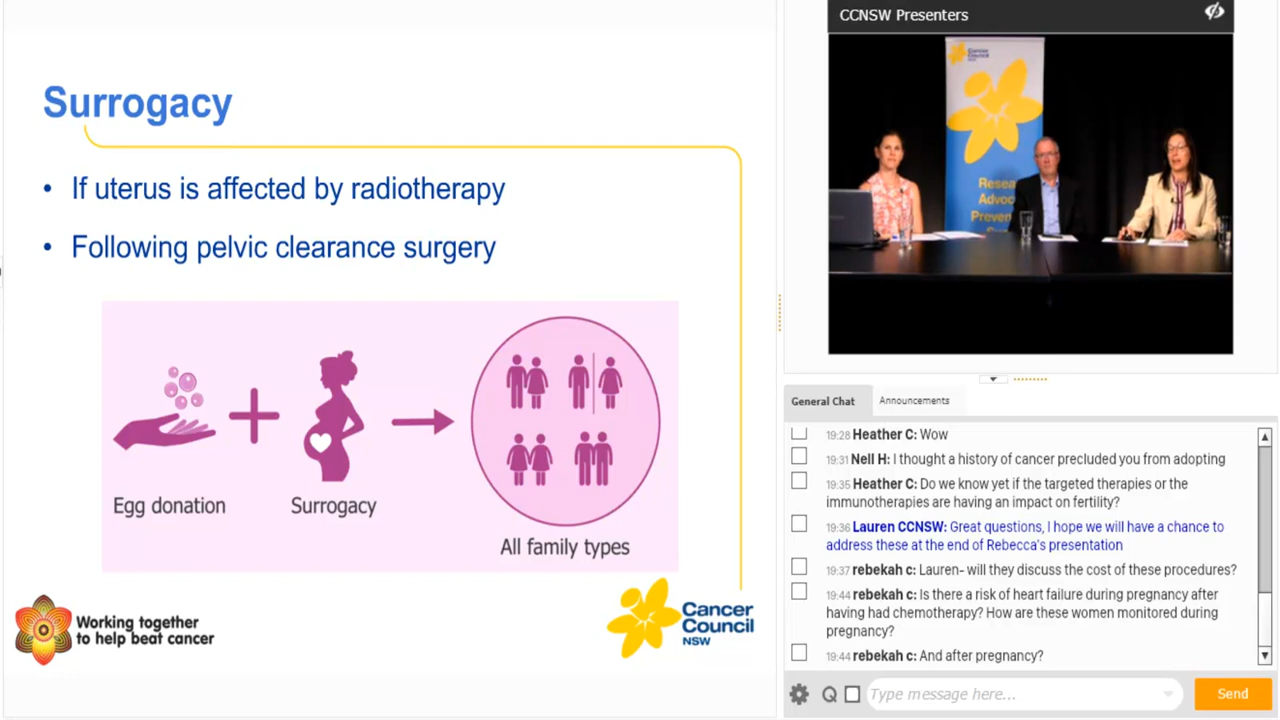 Surrogacy
• If uterus is affected by radiotherapy
• Following pelvic clearance surgery
Egg donation
Surrogacy
All family types
Working together
to help beat cancer
Cancer
Council
NSW
CCNSW Presenters
Cancer
Council
Resea
Advoc
Preven
General Chat
Announcements
19:28 Heather C: Wow
19:31 Nell H: I thought a history of cancer precluded you from adopting
19:35 Heather C: Do we know yet if the targeted therapies or the
immunotherapies are having an impact on fertility?
19:36 Lauren CCNSW: Great questions, I hope we will have a chance to
address these at the end of Rebecca's presentation
19:37 rebekah c: Lauren- will they discuss the cost of these procedures?
19:44 rebekah c: Is there a risk of heart failure during pregnancy after
having had chemotherapy? How are these women monitored during
pregnancy?
19:44 rebekah c: And after pregnancy?
Q
Type message here...
Send